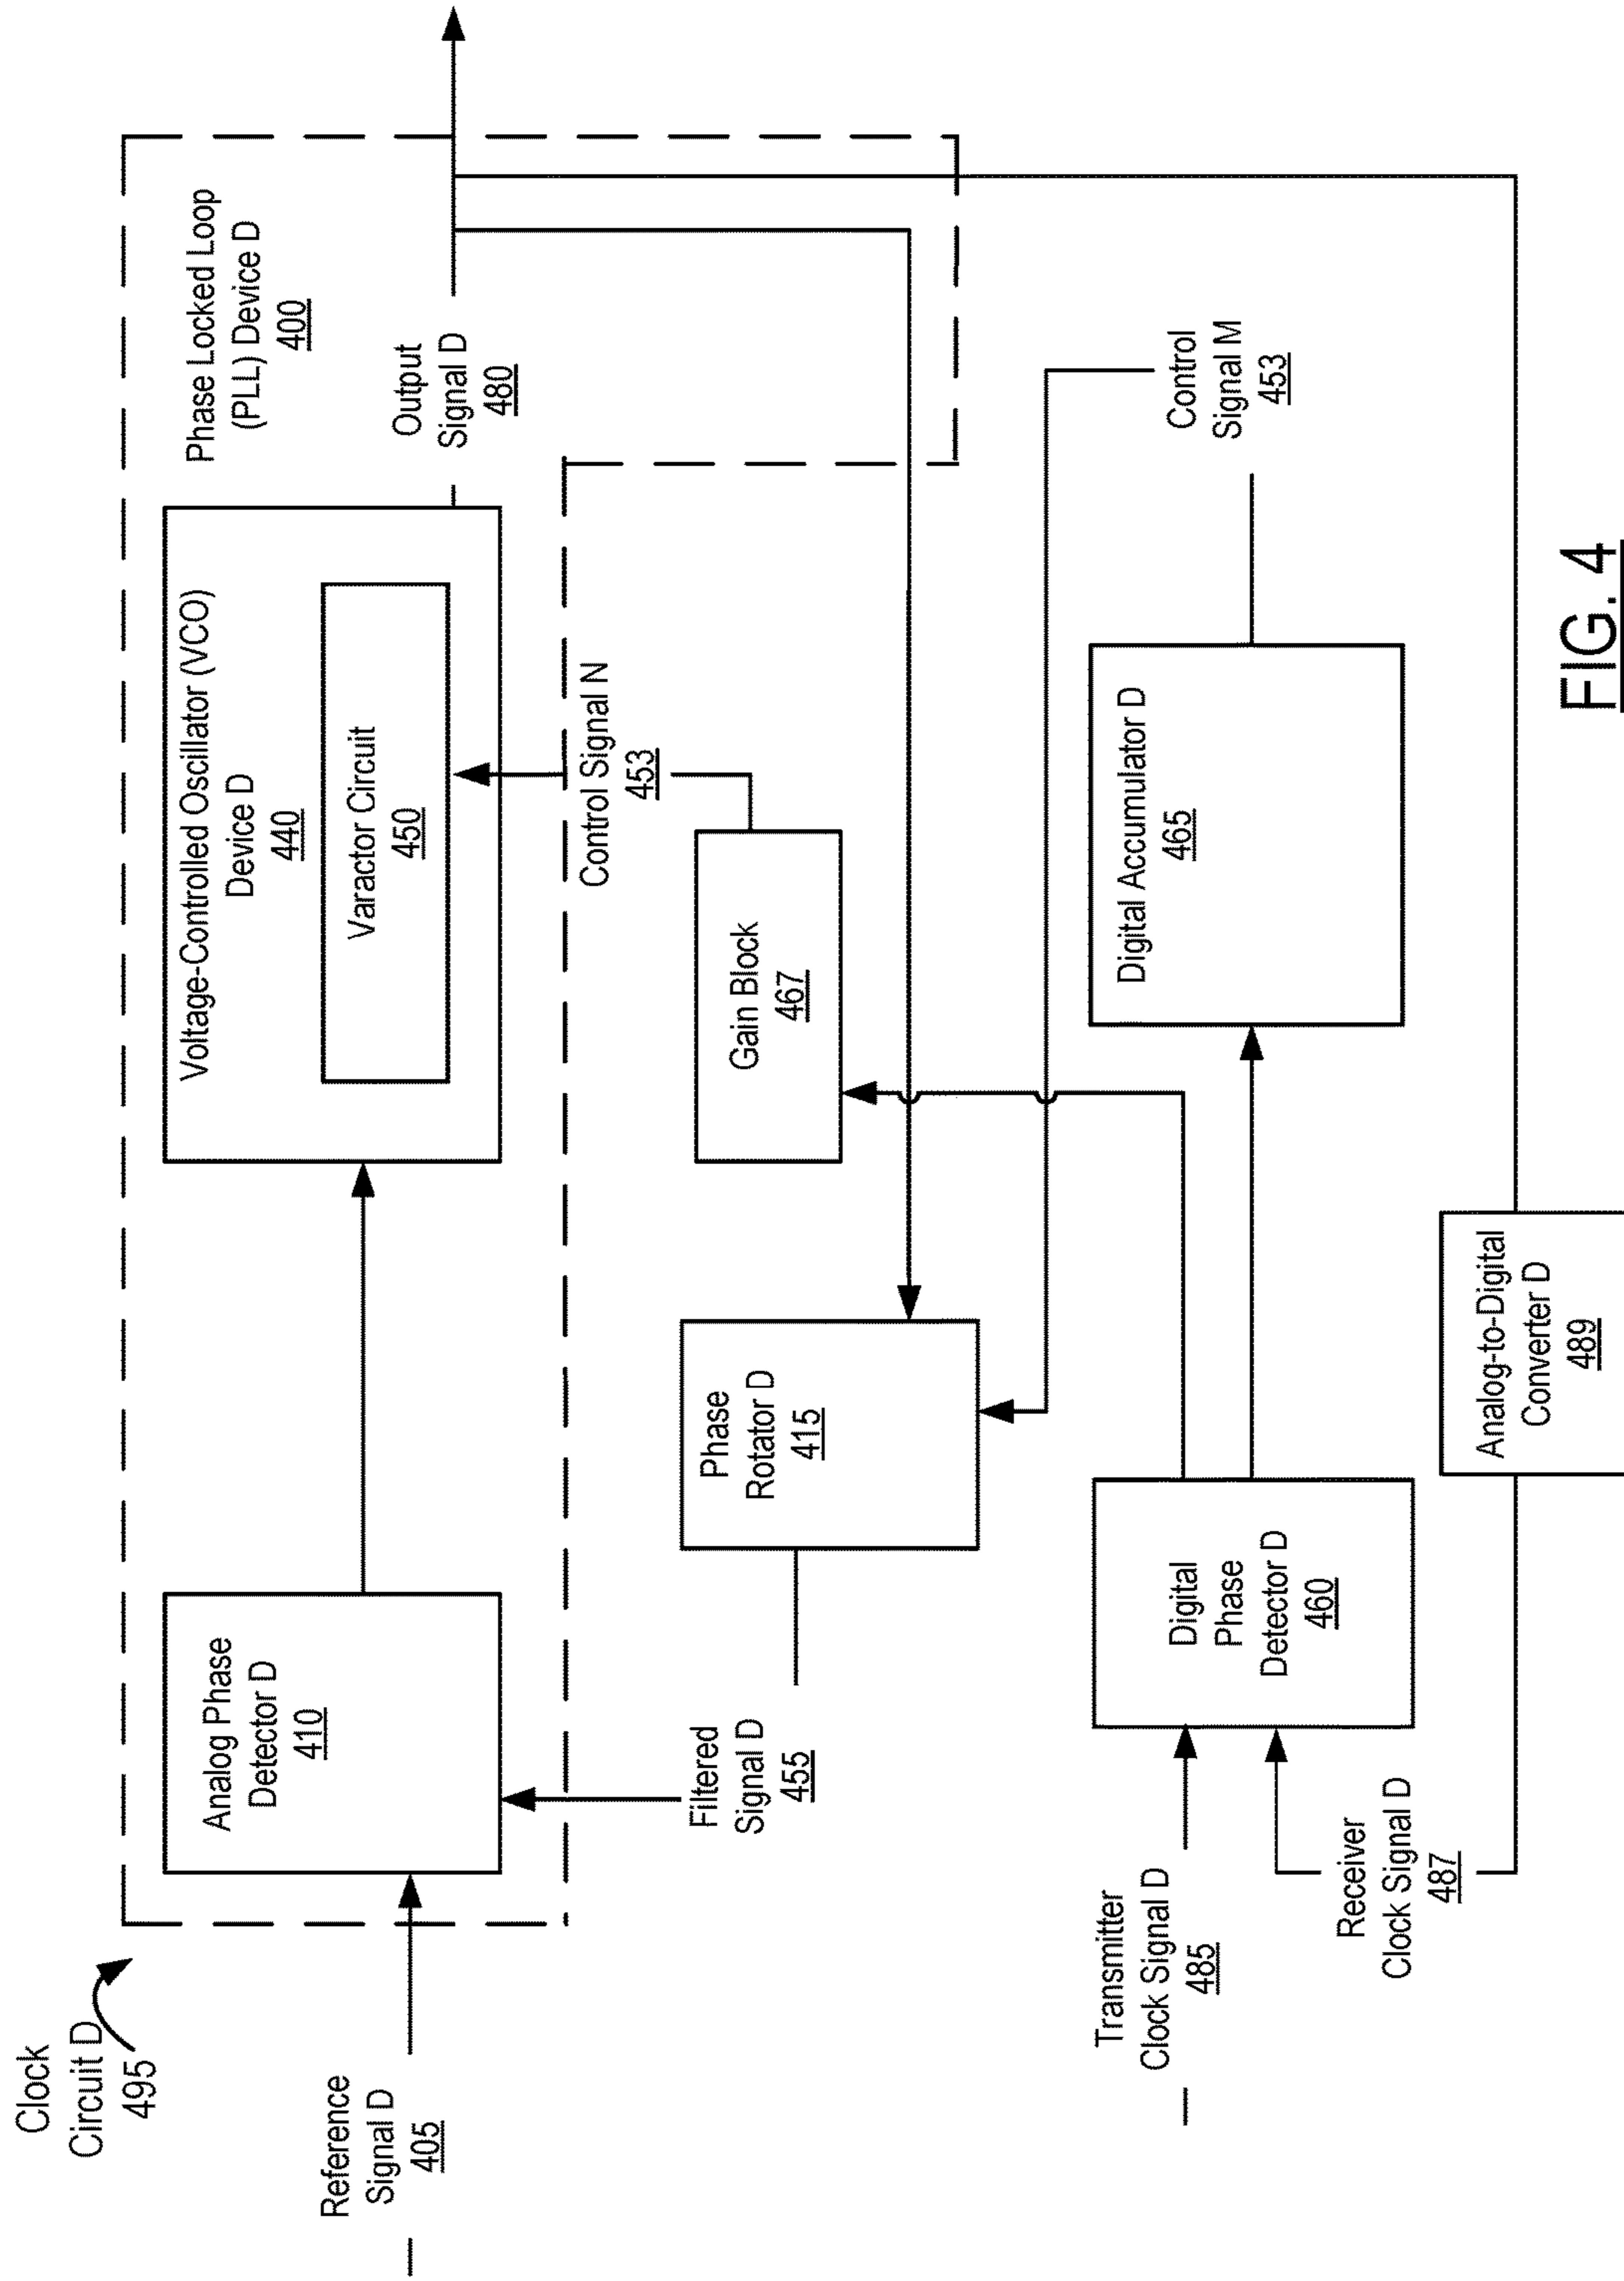 Clock
Circuit D
495
Phase Locked Loop
(PLL) Device D
400
Reference
Signal D
405
Analog Phase
Detector D
410
Voltage-Controlled Oscillator (VCO)
Device D
440
Varactor Circuit
450
Output
Signal D
480
Control Signal N
453
Filtered
Signal D
455
Phase
Rotator D
415
Gain Block
467
Control
Signal M
453
Transmitter
Clock Signal D
485
Receiver
Clock Signal D
487
Digital
Phase
Detector D
460
Digital Accumulator D
465
Analog-to-Digital
Converter D
489
FIG. 4